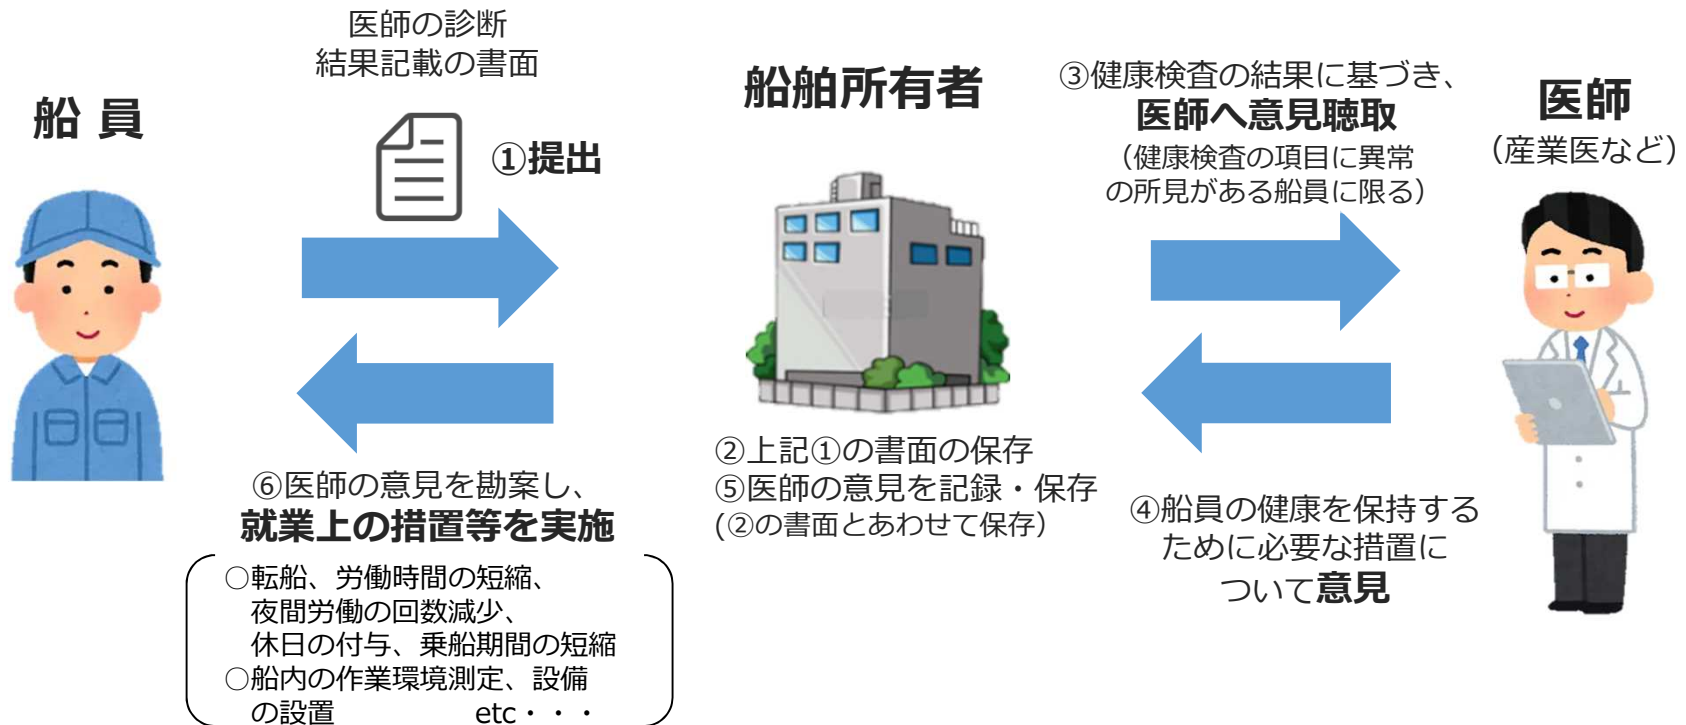 医師の診断
結果記載の書面
船 員
①提出
船舶所有者
③健康検査の結果に基づき、
医師へ意見聴取
（健康検査の項目に異常
の所見がある船員に限る）
医師
（産業医など）
②上記①の書面の保存
⑤医師の意見を記録・保存
(②の書面とあわせて保存）
④船員の健康を保持する
ために必要な措置に
ついて意見
⑥医師の意見を勘案し、
就業上の措置等を実施
○転船、労働時間の短縮、
夜間労働の回数減少、
休日の付与、乗船期間の短縮
○船内の作業環境測定、設備
の設置 etc・・・